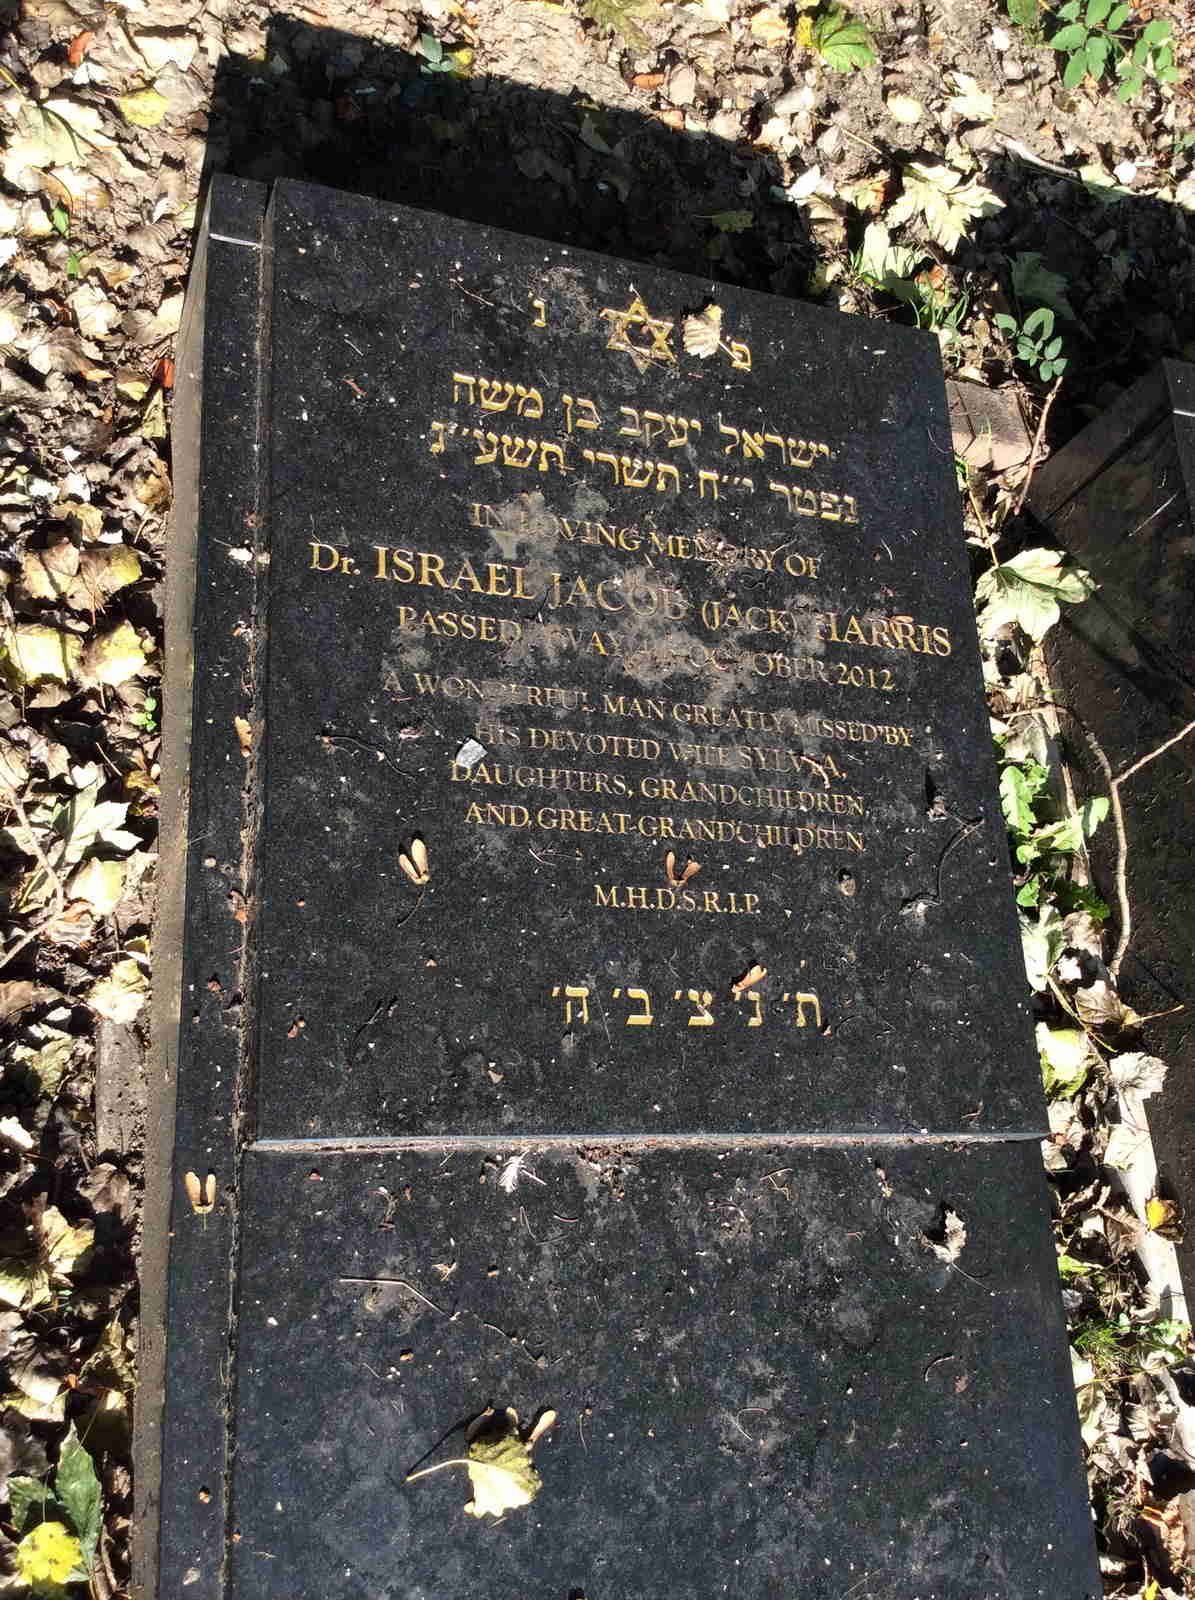 פ׳ נ׳
ישראל יעקב בן משה
נפטר י״ח תשרי תשע״ג
IN LOVING MEMORY OF
Dr. ISRAEL JACOB (JACK) HARRIS
PASSED AWAY OCTOBER 2012
A WONDERFUL MAN GREATLY MISSED BY
HIS DEVOTED WIFE SYLVIA,
DAUGHTERS, GRANDCHILDREN,
AND GREAT-GRANDCHILDREN
M.H.D.S.R.I.P.
ת׳ נ׳ צ׳ ב׳ ה׳